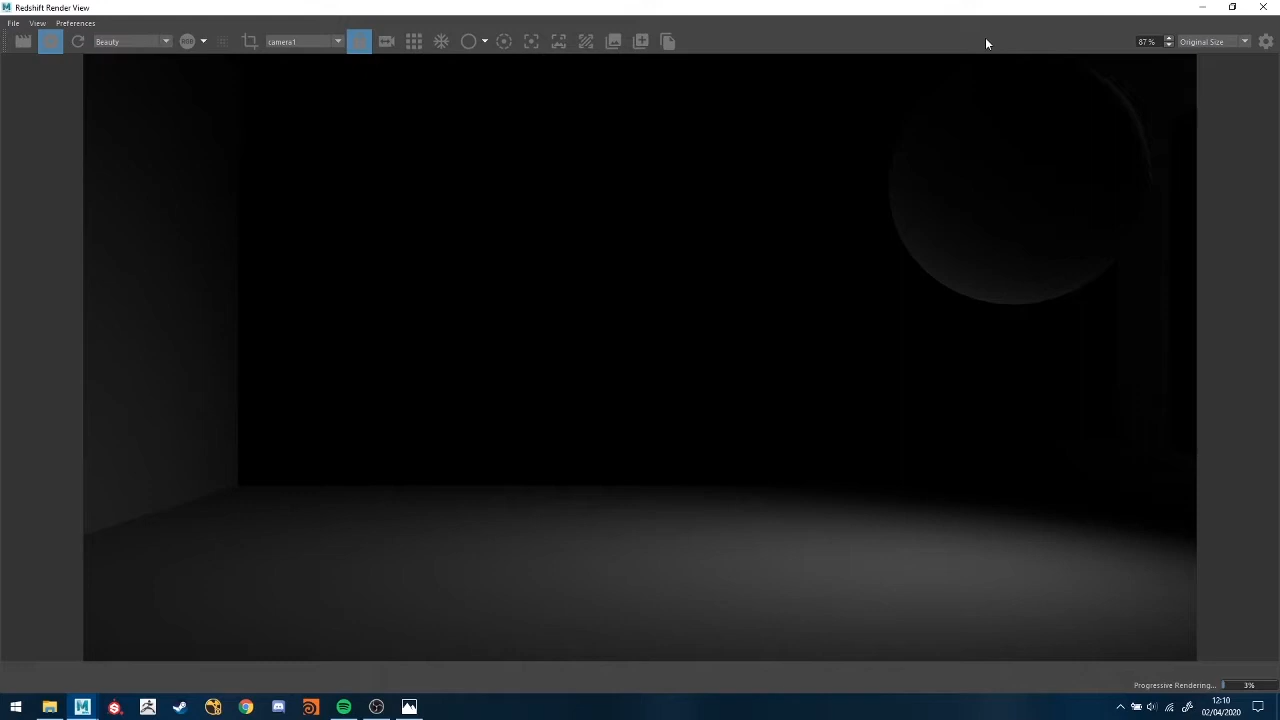 Redshift Render View
File View Preferences
Beauty
RGB
camera1
87 %
Original Size
Progressive Rendering...
3%
12:10
02/04/2020